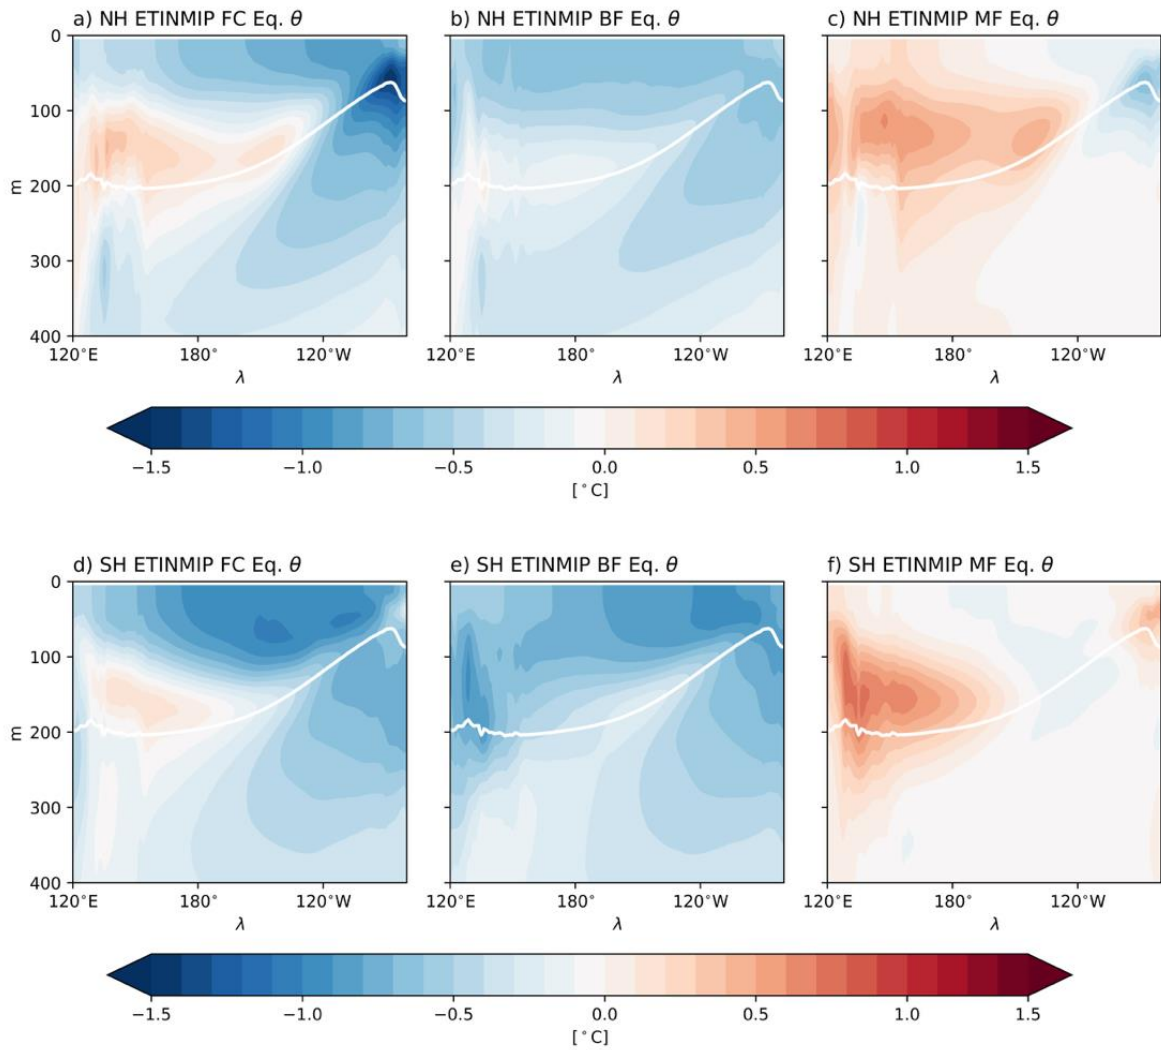 a) NH ETINMIP FC Eq. θ
b) NH ETINMIP BF Eq. θ
c) NH ETINMIP MF Eq. θ
0
100
200
300
400
m
120°E 180° 120°W
120°E 180° 120°W
120°E 180° 120°W
λ
λ
λ
−1.5 −1.0 −0.5 0.0 0.5 1.0 1.5
[°C]
d) SH ETINMIP FC Eq. θ
e) SH ETINMIP BF Eq. θ
f) SH ETINMIP MF Eq. θ
0
100
200
300
400
m
120°E 180° 120°W
120°E 180° 120°W
120°E 180° 120°W
λ
λ
λ
−1.5 −1.0 −0.5 0.0 0.5 1.0 1.5
[°C]